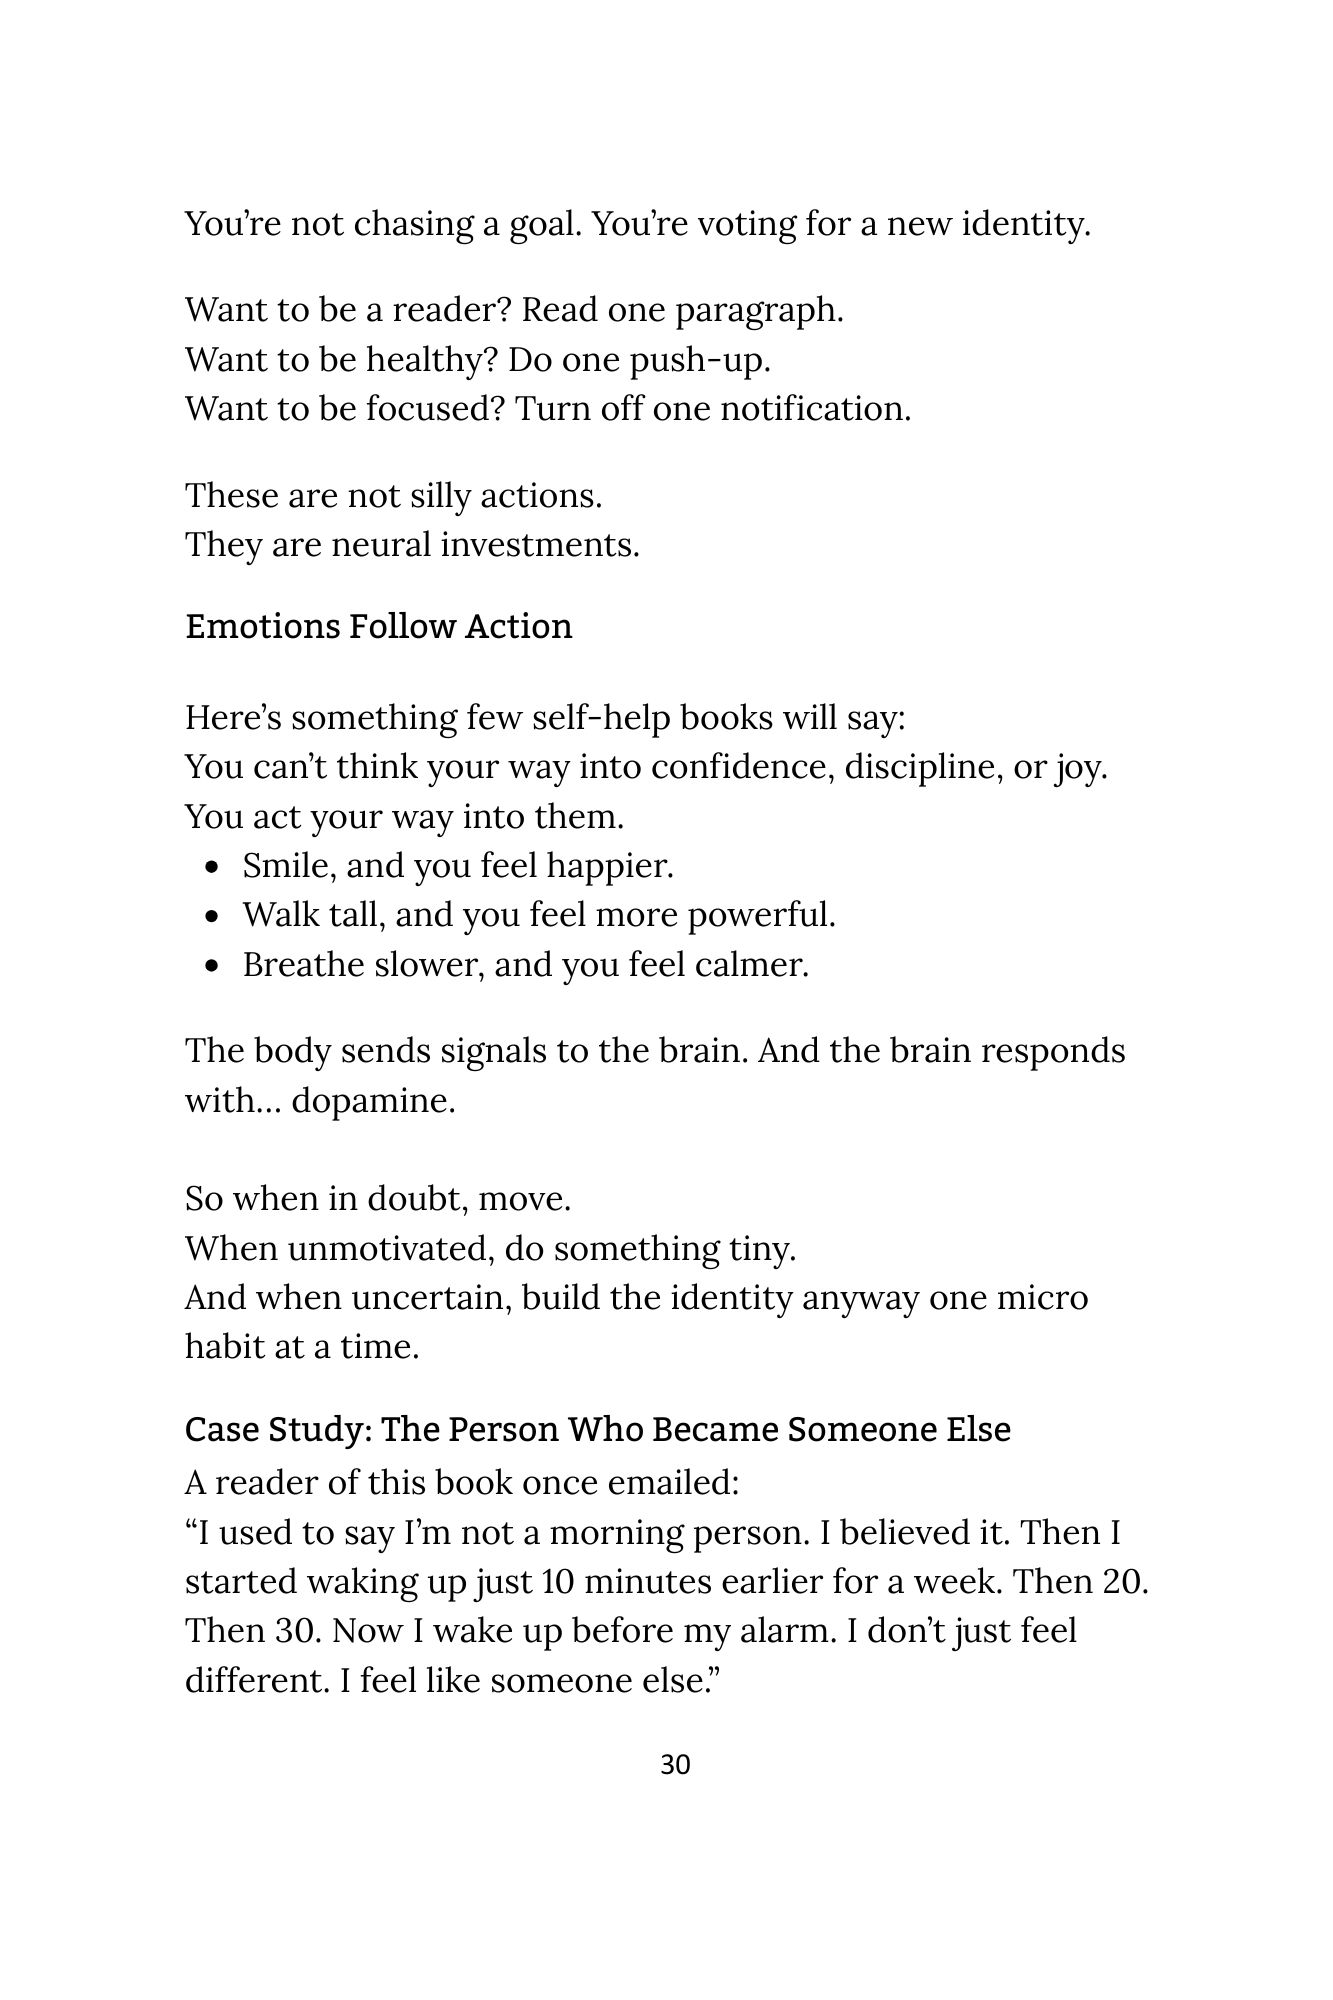 You’re not chasing a goal. You’re voting for a new identity.
Want to be a reader? Read one paragraph.
Want to be healthy? Do one push-up.
Want to be focused? Turn off one notification.
These are not silly actions.
They are neural investments.
Emotions Follow Action
Here’s something few self-help books will say:
You can’t think your way into confidence, discipline, or joy.
You act your way into them.
• Smile, and you feel happier.
• Walk tall, and you feel more powerful.
• Breathe slower, and you feel calmer.
The body sends signals to the brain. And the brain responds
with… dopamine.
So when in doubt, move.
When unmotivated, do something tiny.
And when uncertain, build the identity anyway one micro
habit at a time.
Case Study: The Person Who Became Someone Else
A reader of this book once emailed:
“I used to say I’m not a morning person. I believed it. Then I
started waking up just 10 minutes earlier for a week. Then 20.
Then 30. Now I wake up before my alarm. I don’t just feel
different. I feel like someone else.”
30